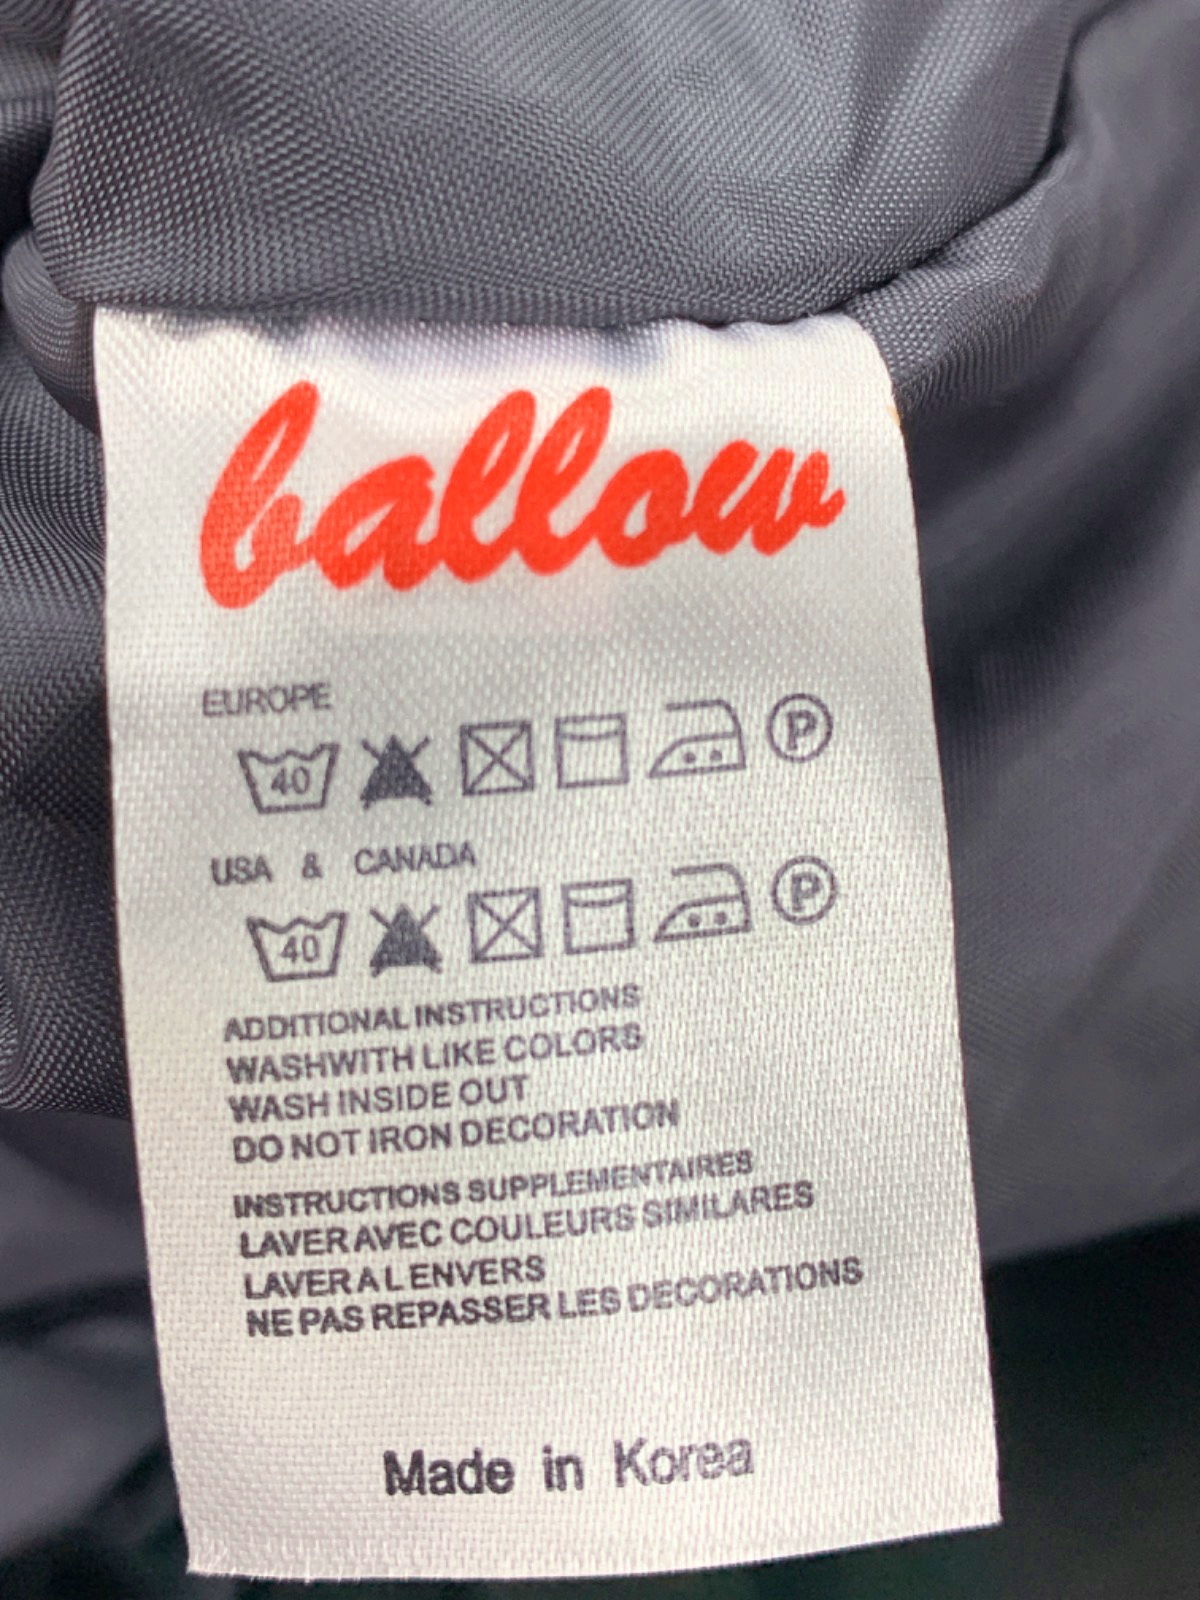 ballow
EUROPE
40 P
USA & CANADA
40 P
ADDITIONAL INSTRUCTIONS
WASHWITH LIKE COLORS
WASH INSIDE OUT
DO NOT IRON DECORATION
INSTRUCTIONS SUPPLEMENTAIRES
LAVER AVEC COULEURS SIMILARES
LAVER A L ENVERS
NE PAS REPASSER LES DECORATIONS
Made in Korea